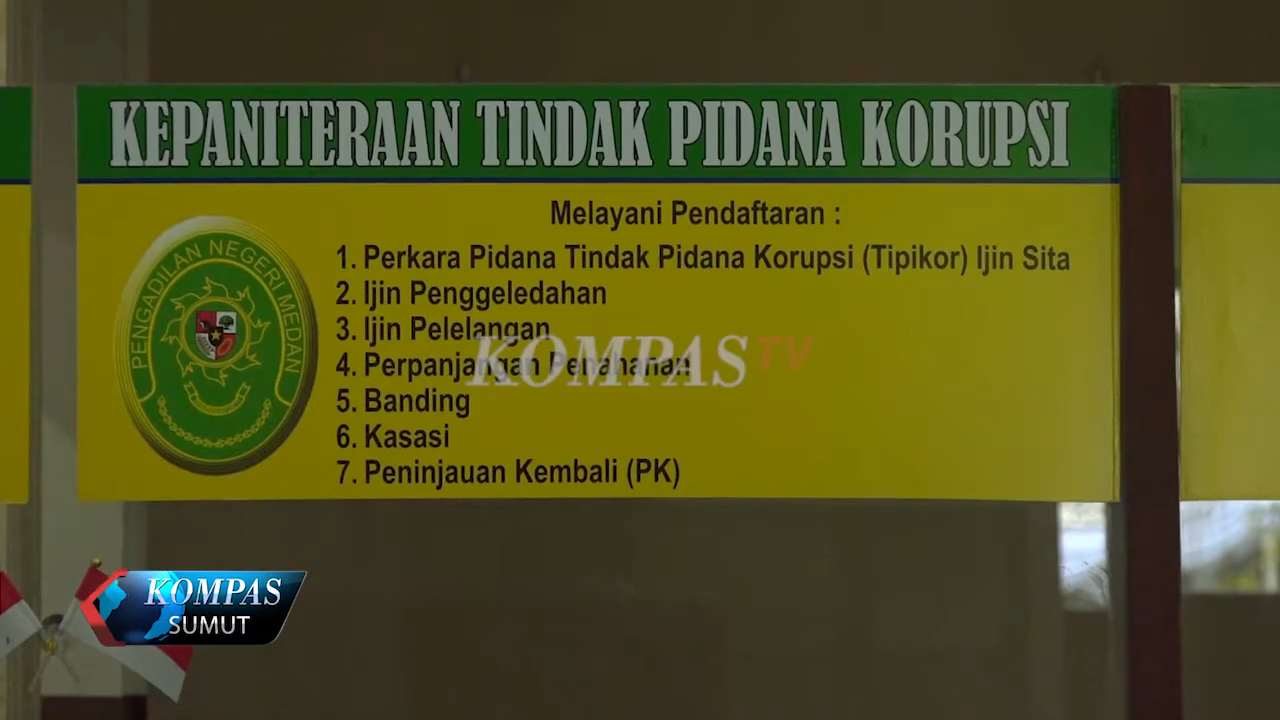 KEPANITERAAN TINDAK PIDANA KORUPSI
Melayani Pendaftaran :
1. Perkara Pidana Tindak Pidana Korupsi (Tipikor) Ijin Sita
2. Ijin Penggeledahan
3. Ijin Pelelangan
4. Perpanjangan Penahanan
5. Banding
6. Kasasi
7. Peninjauan Kembali (PK)
PENGADILAN NEGERI MEDAN
KOMPAS TV
KOMPAS
SUMUT